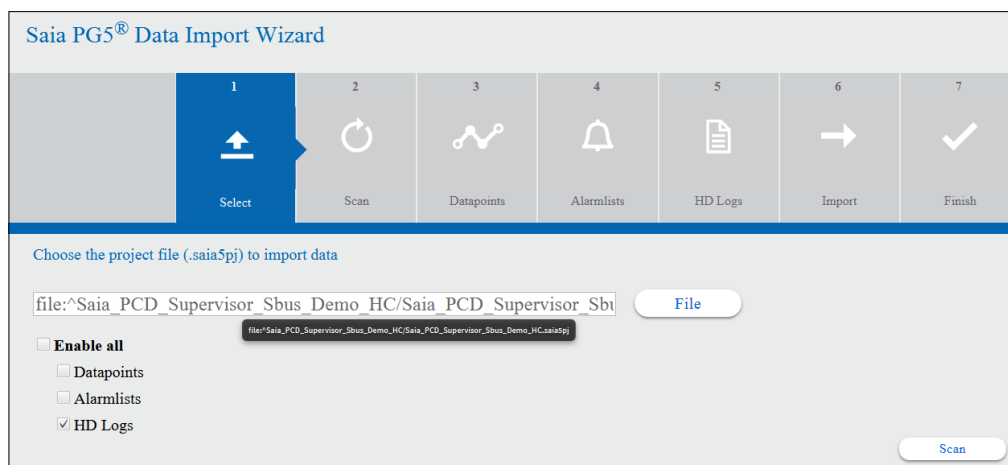 Saia PG5® Data Import Wizard
1 2 3 4 5 6 7
Select Scan Datapoints Alarmlists HD Logs Import Finish
Choose the project file (.saia5pj) to import data
file:^Saia_PCD_Supervisor_Sbus_Demo_HC/Saia_PCD_Supervisor_Sbu File
file:^Saia_PCD_Supervisor_Sbus_Demo_HC/Saia_PCD_Supervisor_Sbus_Demo_HC.saia5pj
Enable all
Datapoints
Alarmlists
HD Logs
Scan